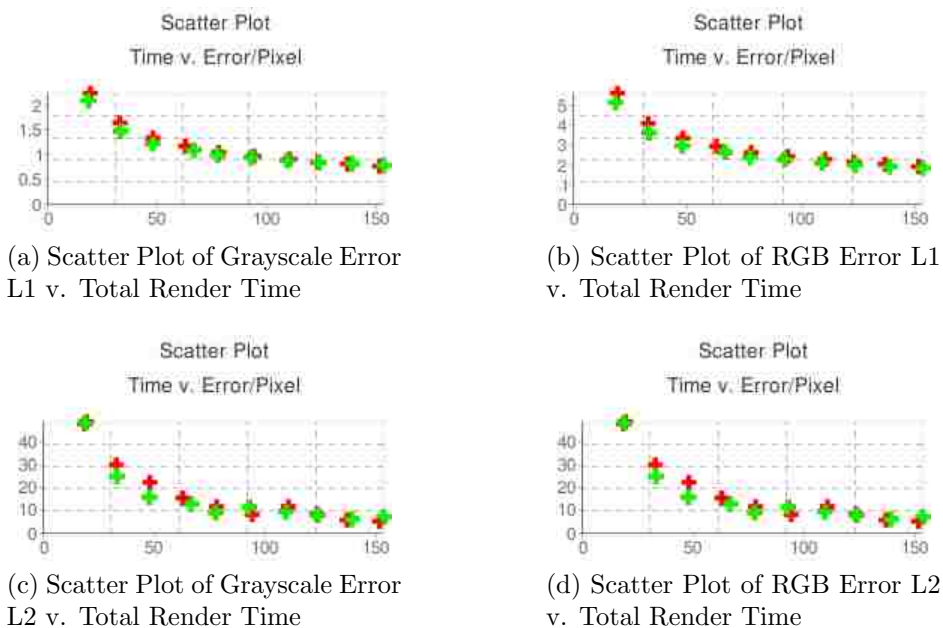 Scatter Plot
Time v. Error/Pixel
2
1.5
1
0.5
0
0 50 100 150
(a) Scatter Plot of Grayscale Error
L1 v. Total Render Time
Scatter Plot
Time v. Error/Pixel
5
4
3
2
1
0
0 50 100 150
(b) Scatter Plot of RGB Error L1
v. Total Render Time
Scatter Plot
Time v. Error/Pixel
40
30
20
10
0
0 50 100 150
(c) Scatter Plot of Grayscale Error
L2 v. Total Render Time
Scatter Plot
Time v. Error/Pixel
40
30
20
10
0
0 50 100 150
(d) Scatter Plot of RGB Error L2
v. Total Render Time